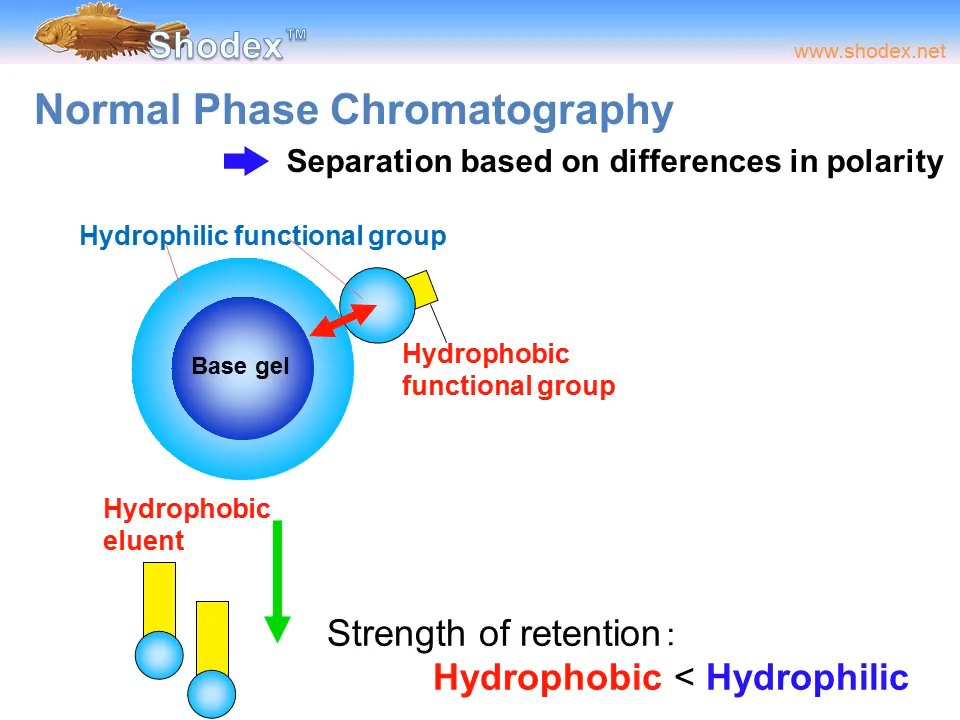 Shodex™
www.shodex.net
Normal Phase Chromatography
Separation based on differences in polarity
Hydrophilic functional group
Base gel
Hydrophobic
functional group
Hydrophobic
eluent
Strength of retention：
Hydrophobic < Hydrophilic